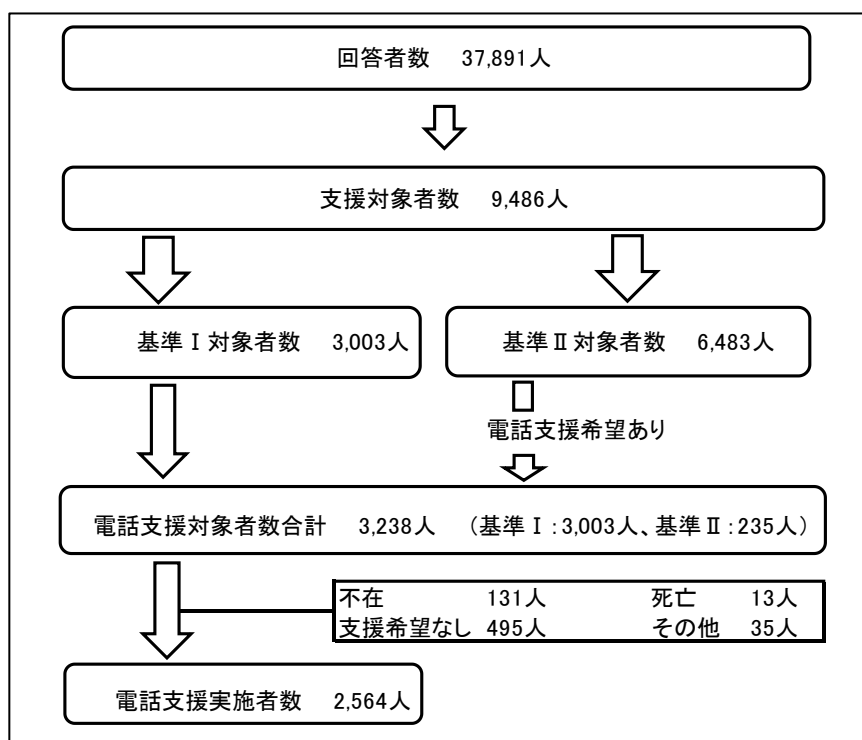 回答者数 37,891人
支援対象者数 9,486人
基準Ⅰ対象者数 3,003人
基準Ⅱ対象者数 6,483人
電話支援希望あり
電話支援対象者数合計 3,238人 (基準Ⅰ:3,003人、基準Ⅱ:235人)
不在 131人 死亡 13人
支援希望なし 495人 その他 35人
電話支援実施者数 2,564人